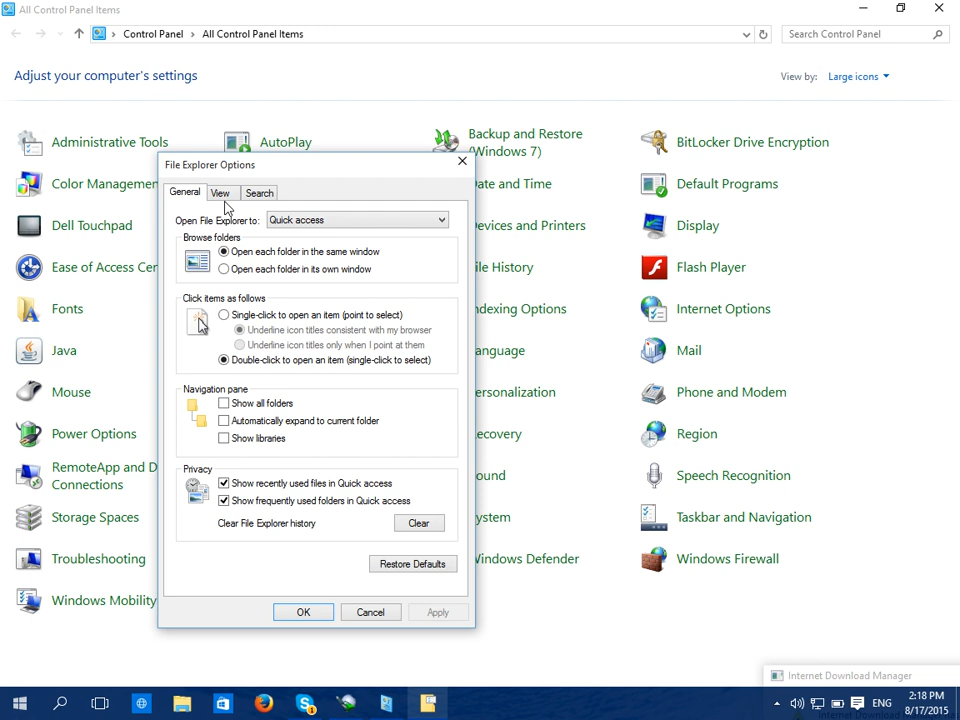 All Control Panel Items
Control Panel
All Control Panel Items
Search Control Panel
Adjust your computer's settings
View by:
Large icons
Administrative Tools
AutoPlay
Backup and Restore
(Windows 7)
BitLocker Drive Encryption
Color Managemen
Date and Time
Default Programs
Dell Touchpad
Devices and Printers
Display
Ease of Access Cen
File History
Flash Player
Fonts
Indexing Options
Internet Options
Java
Language
Mail
Mouse
Personalization
Phone and Modem
Power Options
Recovery
Region
RemoteApp and D
Connections
Sound
Speech Recognition
Storage Spaces
System
Taskbar and Navigation
Troubleshooting
Windows Defender
Windows Firewall
Windows Mobility
File Explorer Options
General
View
Search
Open File Explorer to:
Quick access
Browse folders
Open each folder in the same window
Open each folder in its own window
Click items as follows
Single-click to open an item (point to select)
Underline icon titles consistent with my browser
Underline icon titles only when I point at them
Double-click to open an item (single-click to select)
Navigation pane
Show all folders
Automatically expand to current folder
Show libraries
Privacy
Show recently used files in Quick access
Show frequently used folders in Quick access
Clear File Explorer history
Clear
Restore Defaults
OK
Cancel
Apply
Internet Download Manager
ENG
2:18 PM
8/17/2015